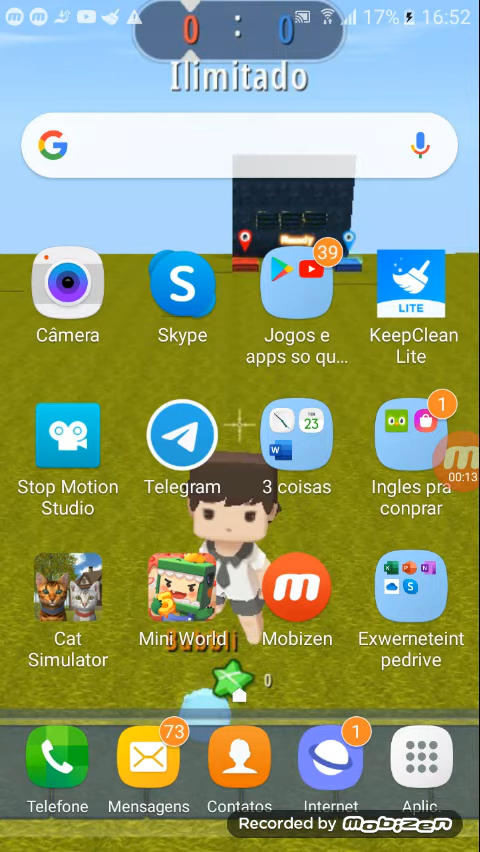 17% 16:52
0 : 0
Ilimitado
39
Câmera
Skype
Jogos e
apps so qu...
LITE
KeepClean
Lite
1
23
W
00:13
Stop Motion
Studio
Telegram
3 coisas
Ingles pra
conprar
Cat
Simulator
Mini World
Mobizen
Exwerneteint
pedrive
0
73
1
Telefone
Mensagens
Contatos
Internet
Aplic.
Recorded by mobizen